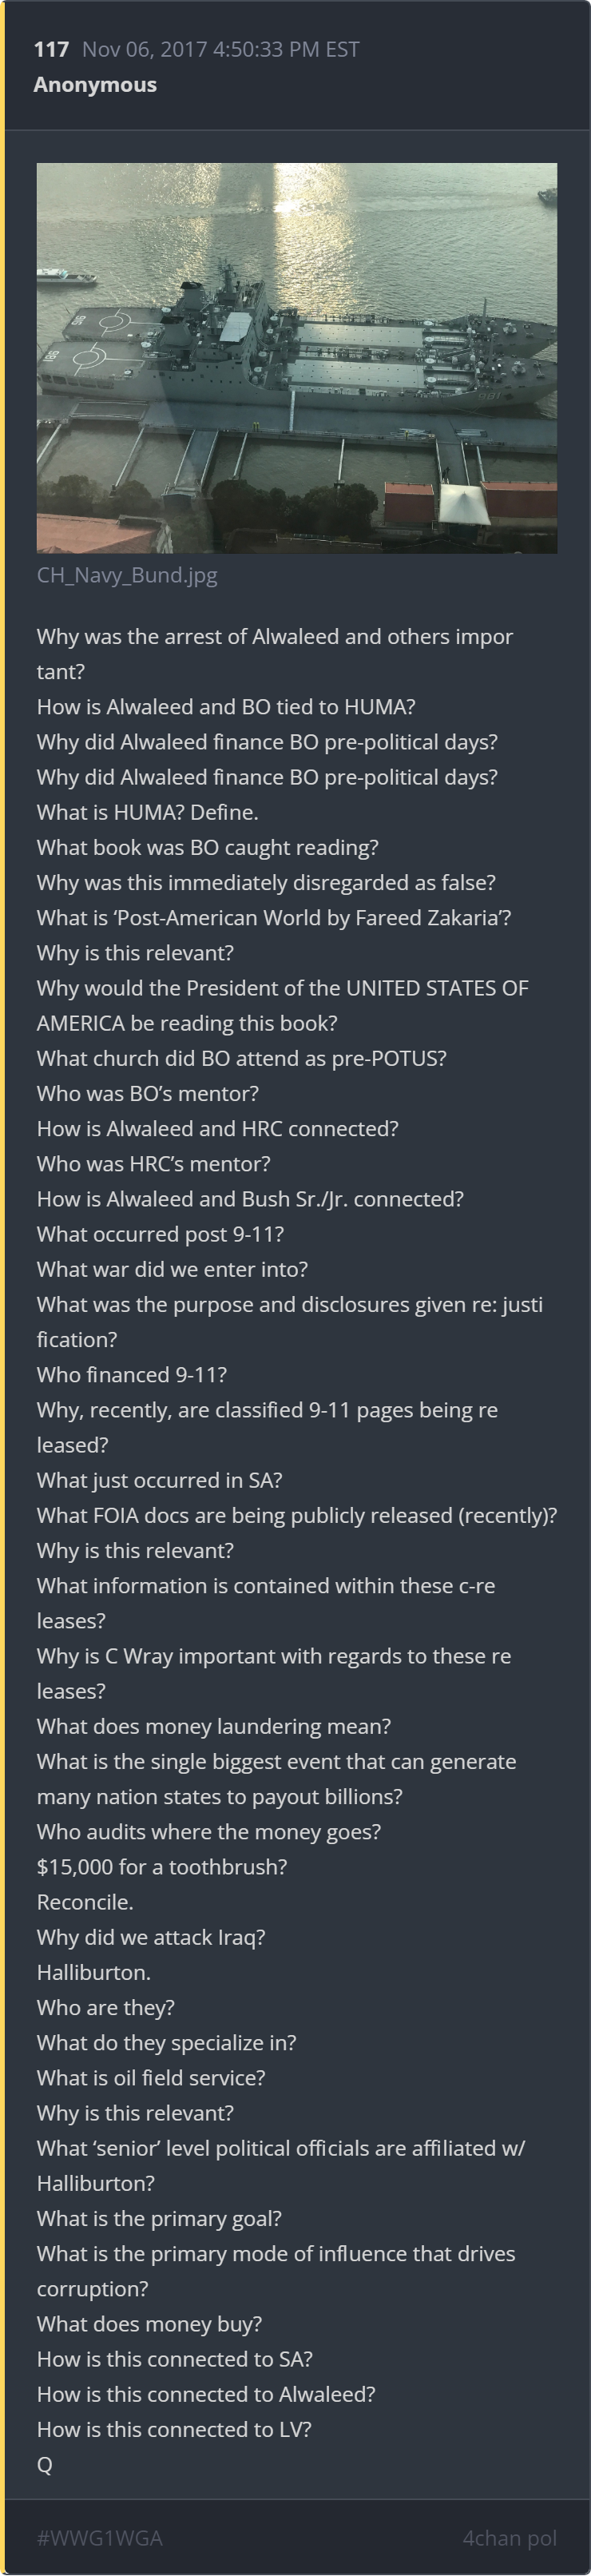 117 Nov 06, 2017 4:50:33 PM EST
Anonymous
981
CH_Navy_Bund.jpg
Why was the arrest of Alwaleed and others impor
tant?
How is Alwaleed and BO tied to HUMA?
Why did Alwaleed finance BO pre-political days?
Why did Alwaleed finance BO pre-political days?
What is HUMA? Define.
What book was BO caught reading?
Why was this immediately disregarded as false?
What is ‘Post-American World by Fareed Zakaria’?
Why is this relevant?
Why would the President of the UNITED STATES OF
AMERICA be reading this book?
What church did BO attend as pre-POTUS?
Who was BO’s mentor?
How is Alwaleed and HRC connected?
Who was HRC’s mentor?
How is Alwaleed and Bush Sr./Jr. connected?
What occurred post 9-11?
What war did we enter into?
What was the purpose and disclosures given re: justi
fication?
Who financed 9-11?
Why, recently, are classified 9-11 pages being re
leased?
What just occurred in SA?
What FOIA docs are being publicly released (recently)?
Why is this relevant?
What information is contained within these c-re
leases?
Why is C Wray important with regards to these re
leases?
What does money laundering mean?
What is the single biggest event that can generate
many nation states to payout billions?
Who audits where the money goes?
$15,000 for a toothbrush?
Reconcile.
Why did we attack Iraq?
Halliburton.
Who are they?
What do they specialize in?
What is oil field service?
Why is this relevant?
What ‘senior’ level political officials are affiliated w/
Halliburton?
What is the primary goal?
What is the primary mode of influence that drives
corruption?
What does money buy?
How is this connected to SA?
How is this connected to Alwaleed?
How is this connected to LV?
Q
#WWG1WGA 4chan pol